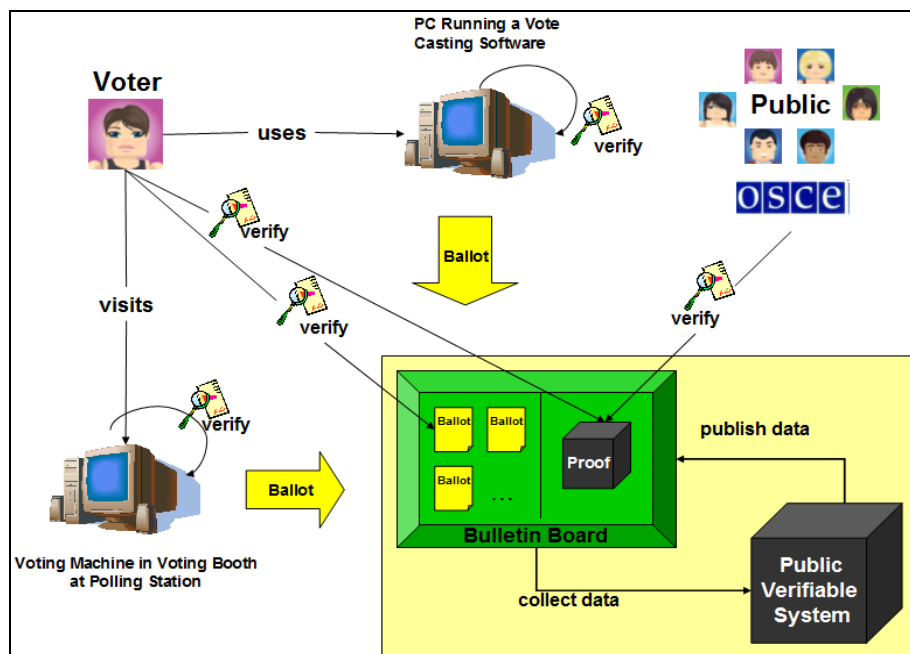 PC Running a Vote
Casting Software
Voter
Public
uses
verify
osce
verify
Ballot
visits
verify
verify
verify
Ballot
Ballot
Ballot
...
Proof
publish data
Ballot
Bulletin Board
Voting Machine in Voting Booth
at Polling Station
collect data
Public
Verifiable
System